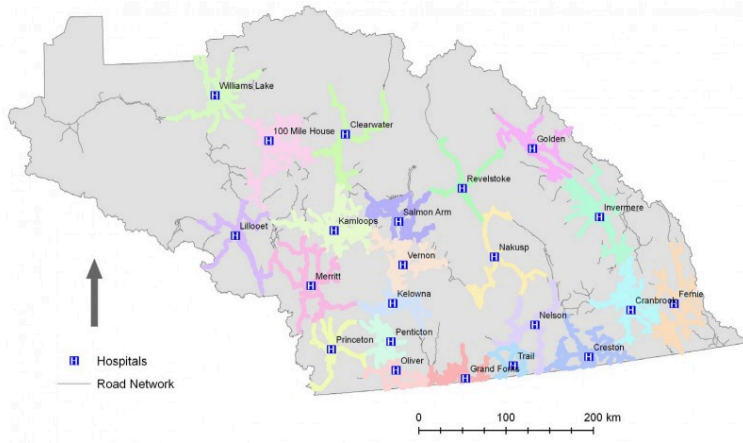 Williams Lake
100 Mile House
Clearwater
Golden
Revelstoke
Lillooet
Kamloops
Salmon Arm
Invermere
Nakusp
Vernon
Merritt
Kelowna
Cranbrook
Fernie
Nelson
Penticton
Princeton
Oliver
Trail
Creston
Grand Forks
H Hospitals
Road Network
0 100 200 km